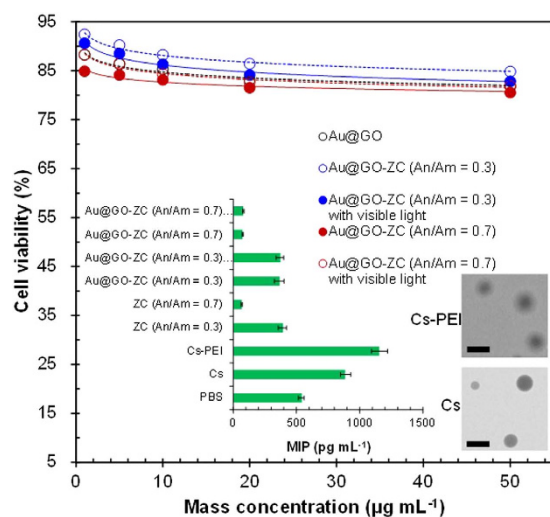 95
85
75
65
55
45
35
25
15
5
Cell viability (%)
Au@GO
Au@GO-ZC (An/Am = 0.3)
Au@GO-ZC (An/Am = 0.3)
with visible light
Au@GO-ZC (An/Am = 0.7)
Au@GO-ZC (An/Am = 0.7)
with visible light
Au@GO-ZC (An/Am = 0.7)...
Au@GO-ZC (An/Am = 0.7)
Au@GO-ZC (An/Am = 0.3)...
Au@GO-ZC (An/Am = 0.3)
ZC (An/Am = 0.7)
ZC (An/Am = 0.3)
Cs-PEI
Cs
PBS
0 500 1000 1500
MIP (pg mL⁻¹)
Cs-PEI
Cs
0 10 20 30 40 50
Mass concentration (µg mL⁻¹)